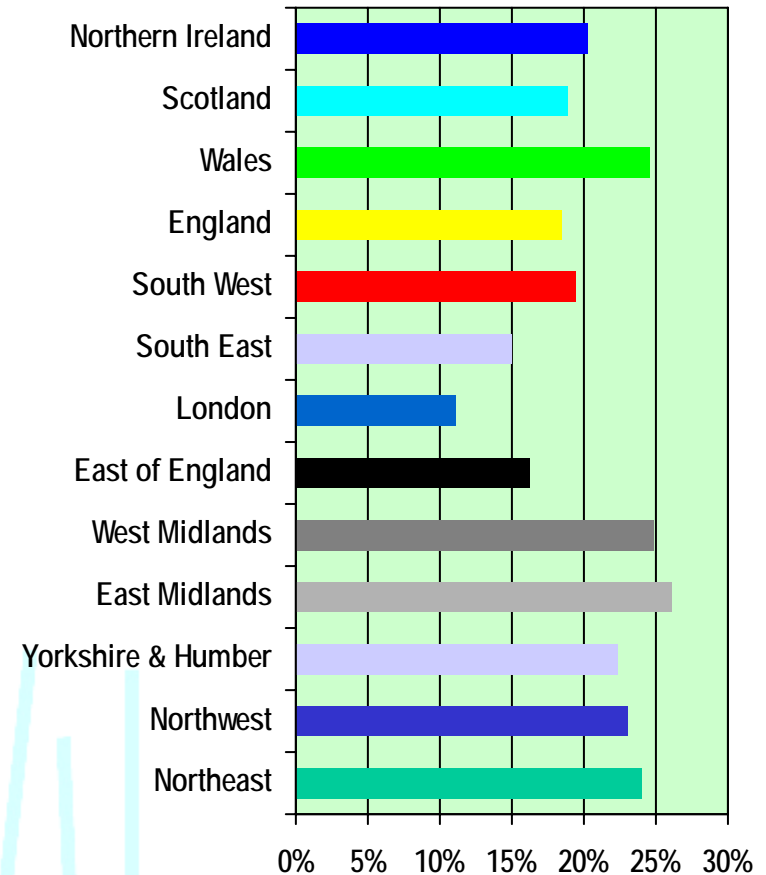 Northern Ireland
Scotland
Wales
England
South West
South East
London
East of England
West Midlands
East Midlands
Yorkshire & Humber
Northwest
Northeast
0% 5% 10% 15% 20% 25% 30%